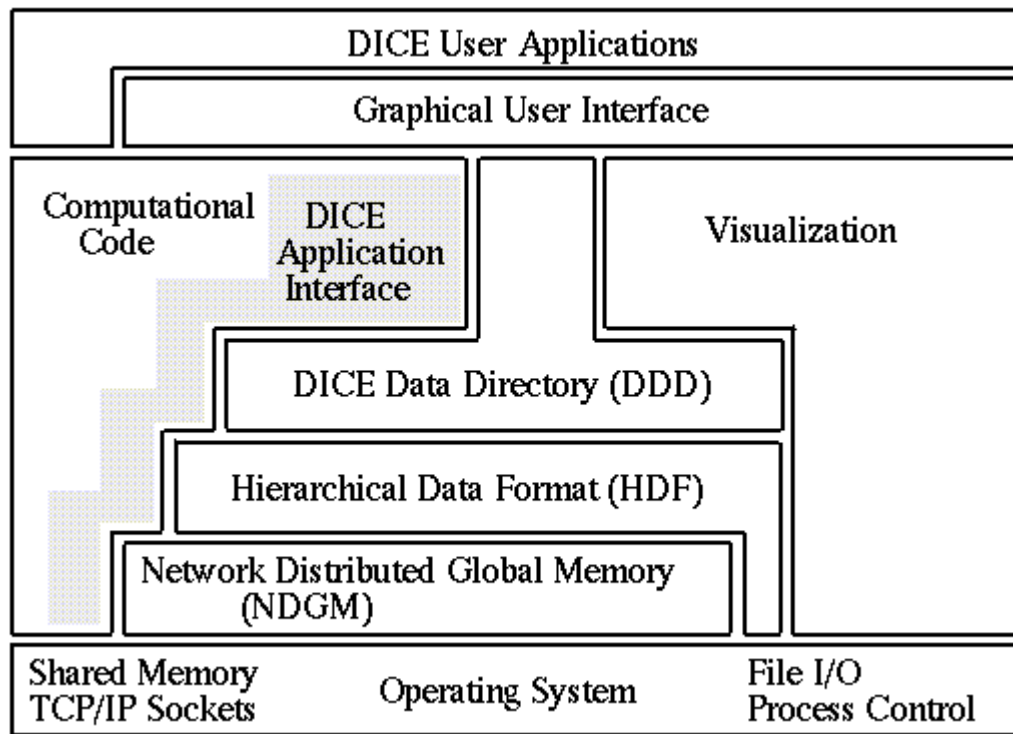 DICE User Applications
Graphical User Interface
Computational
Code
DICE
Application
Interface
Visualization
DICE Data Directory (DDD)
Hierarchical Data Format (HDF)
Network Distributed Global Memory
(NDGM)
Shared Memory
TCP/IP Sockets
Operating System
File I/O
Process Control